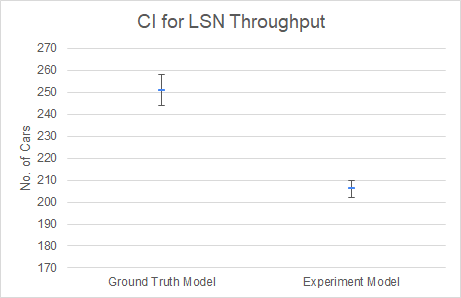 CI for LSN Throughput
No. of Cars
270
260
250
240
230
220
210
200
190
180
170
Ground Truth Model
Experiment Model